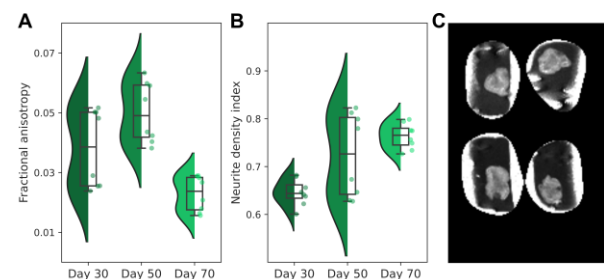 A
B
C
Fractional anisotropy
0.07
0.05
0.03
0.01
Day 30 Day 50 Day 70
Neurite density index
0.9
0.8
0.7
0.6
Day 30 Day 50 Day 70